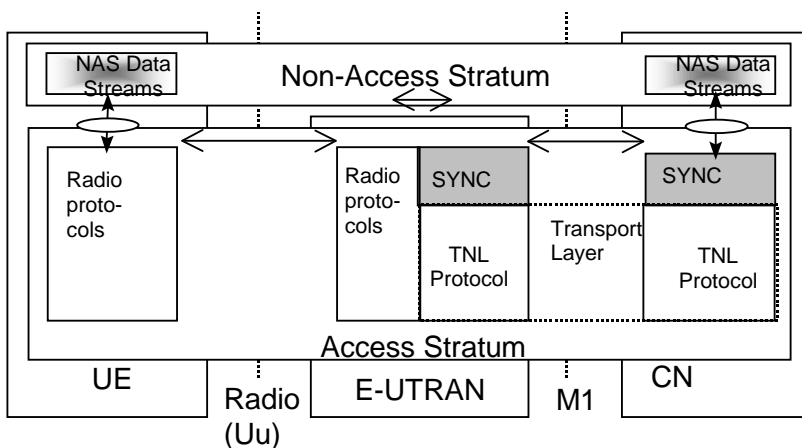 NAS Data
Streams
Non-Access Stratum
NAS Data
Streams
Radio
proto-
cols
Radio
proto-
cols
SYNC
TNL
Protocol
Transport
Layer
SYNC
TNL
Protocol
Access Stratum
UE
Radio
(Uu)
E-UTRAN
M1
CN